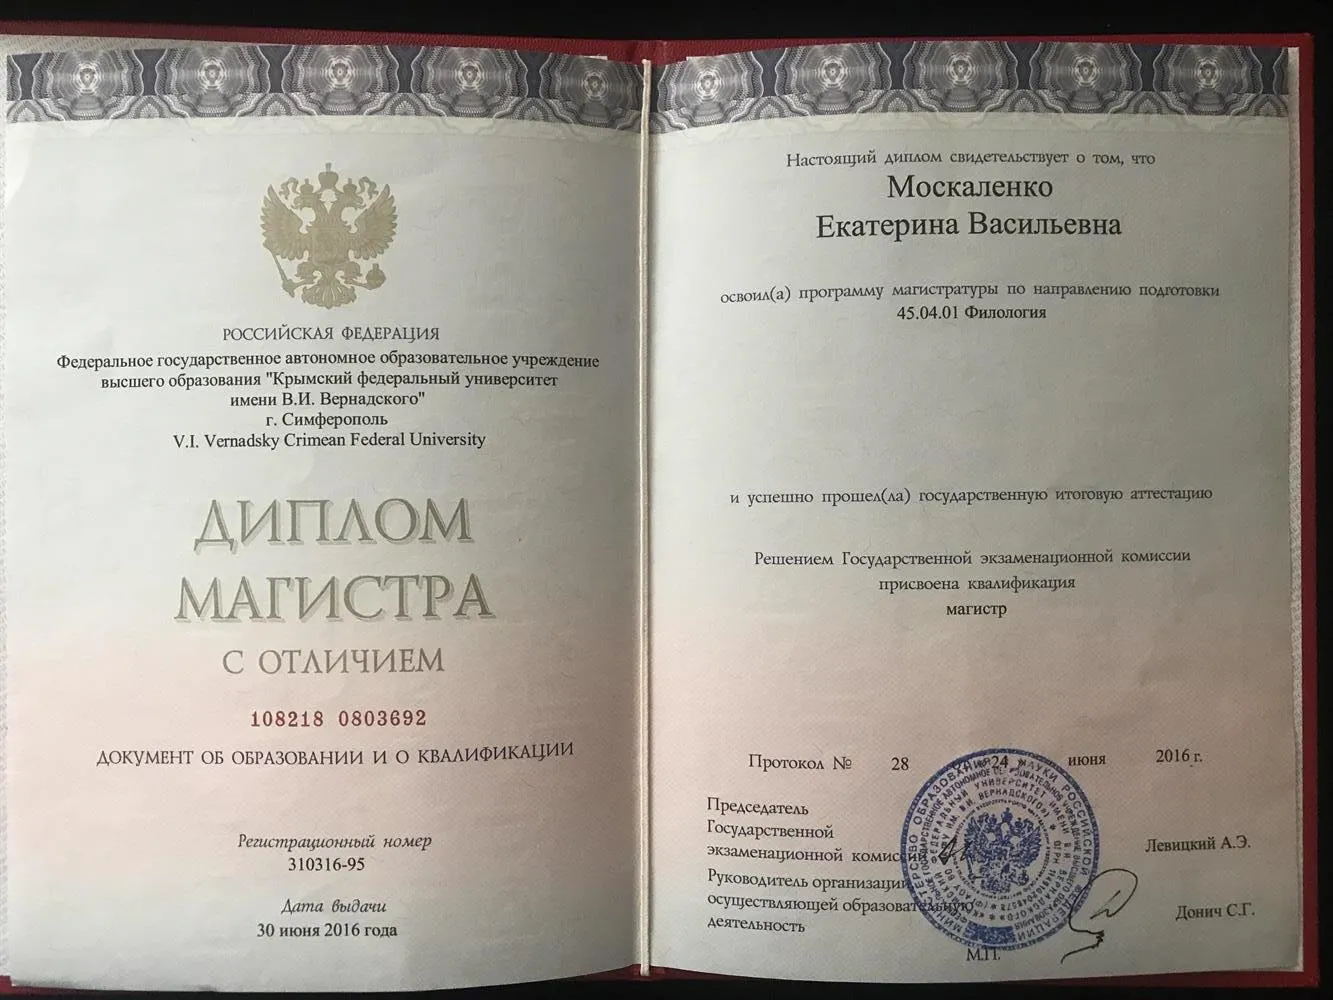 РОССИЙСКАЯ ФЕДЕРАЦИЯ
Федеральное государственное автономное образовательное учреждение
высшего образования "Крымский федеральный университет
имени В.И. Вернадского"
г. Симферополь
V.I. Vernadsky Crimean Federal University
ДИПЛОМ
МАГИСТРА
С ОТЛИЧИЕМ
108218 0803692
ДОКУМЕНТ ОБ ОБРАЗОВАНИИ И О КВАЛИФИКАЦИИ
Регистрационный номер
310316-95
Дата выдачи
30 июня 2016 года
Настоящий диплом свидетельствует о том, что
Москаленко
Екатерина Васильевна
освоил(а) программу магистратуры по направлению подготовки
45.04.01 Филология
и успешно прошел(ла) государственную итоговую аттестацию
Решением Государственной экзаменационной комиссии
присвоена квалификация
магистр
Протокол № 28 24 июня 2016 г.
Председатель
Государственной
экзаменационной комиссии
Левицкий А.Э.
Руководитель организации,
осуществляющей образовательную
деятельность
Донич С.Г.
М.П.